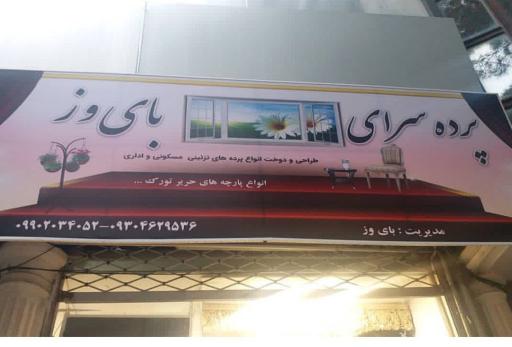 پرده سرای بای وز
طراحی و دوخت انواع پرده های تزئینی مسکونی و اداری
انواع پارچه های حریر تورک ...
مدیریت : بای وز
۰۹۹۰۲۰۳۴۰۵۲-۰۹۳۰۴۶۲۹۵۳۶